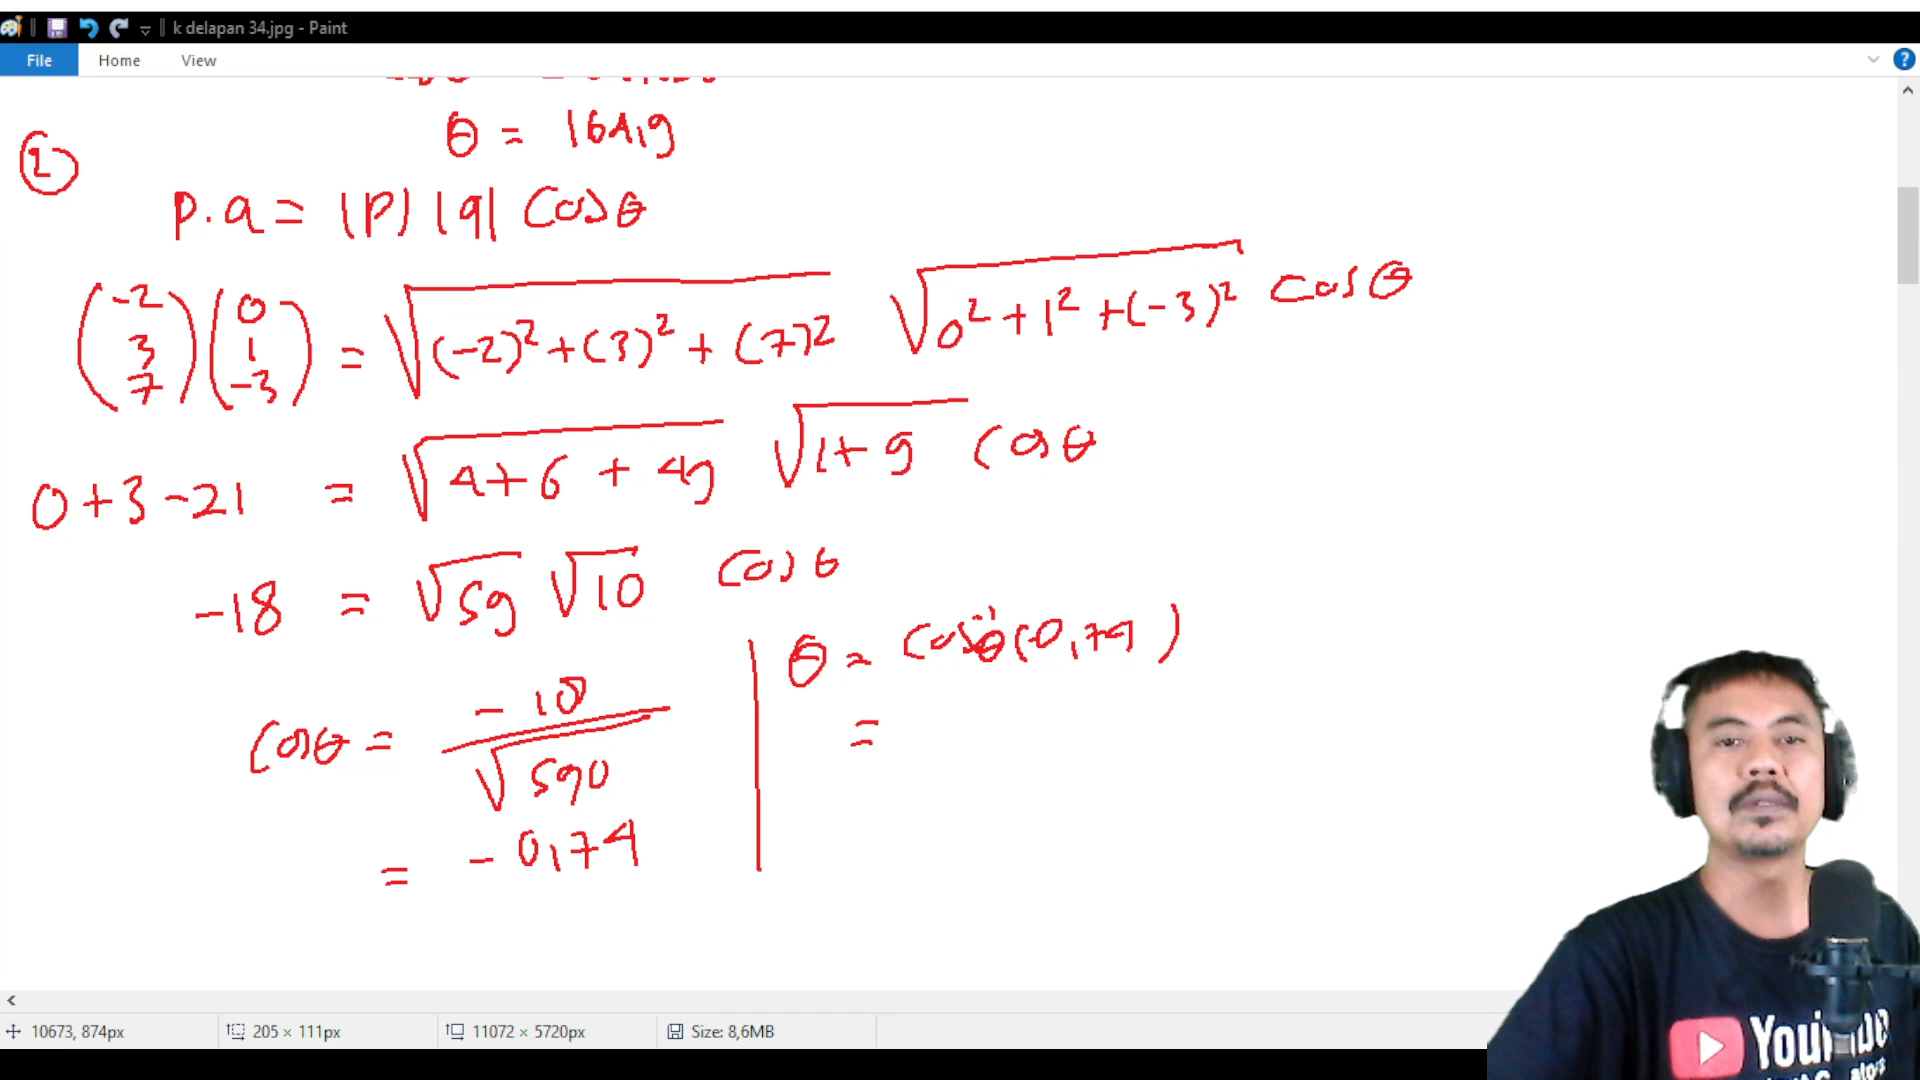 k delapan 34.jpg - Paint
File Home View
θ = 164,9
2
p.q = |p| |q| cos θ
(-2 3 7) (0 1 -3) = √(-2)² + (3)² + (7)² √0² + 1² + (-3)² cos θ
0 + 3 - 21 = √4 + 6 + 49 √1 + 9 cos θ
-18 = √59 √10 cos θ
cos θ = -18 / √590
= -0,74
θ = cos⁻¹ (-0,74)
=
10673, 874px 205 × 111px 11072 × 5720px Size: 8,6MB